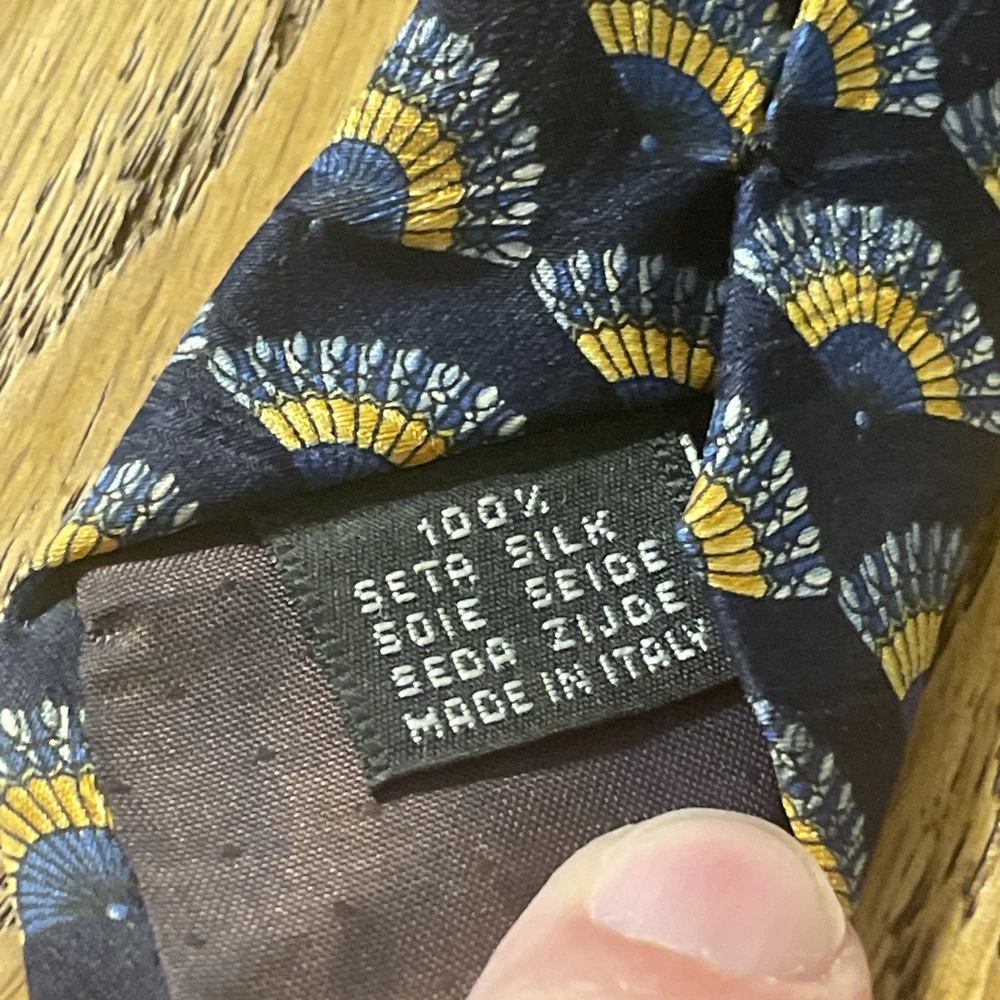 100%
SETA SILK
SOIE SEIDE
SEDA ZIJDE
MADE IN ITALY